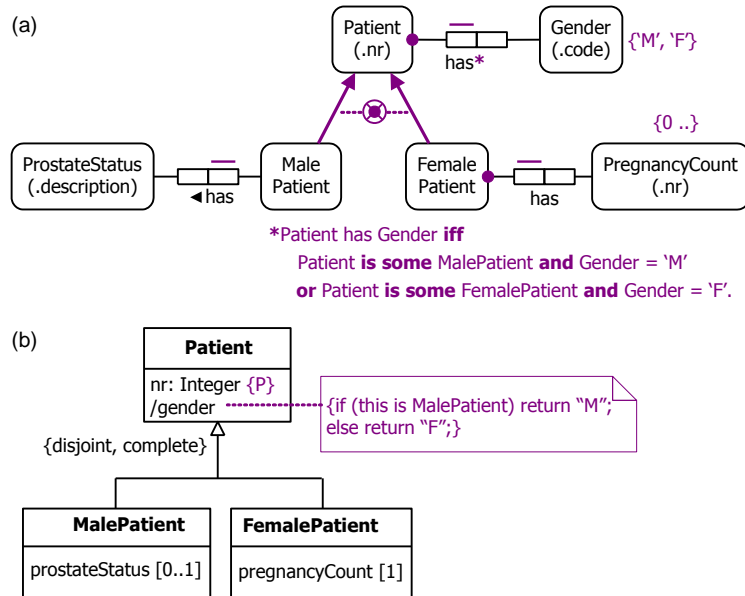 (a)
Patient
(.nr)
has*
Gender
(.code)
{‘M’, ‘F’}
{0 ..}
ProstateStatus
(.description)
◄ has
Male
Patient
Female
Patient
has
PregnancyCount
(.nr)
*Patient has Gender iff
Patient is some MalePatient and Gender = ‘M’
or Patient is some FemalePatient and Gender = ‘F’.
(b)
Patient
nr: Integer {P}
/gender
{if (this is MalePatient) return “M”;
else return “F”;}
{disjoint, complete}
MalePatient
prostateStatus [0..1]
FemalePatient
pregnancyCount [1]